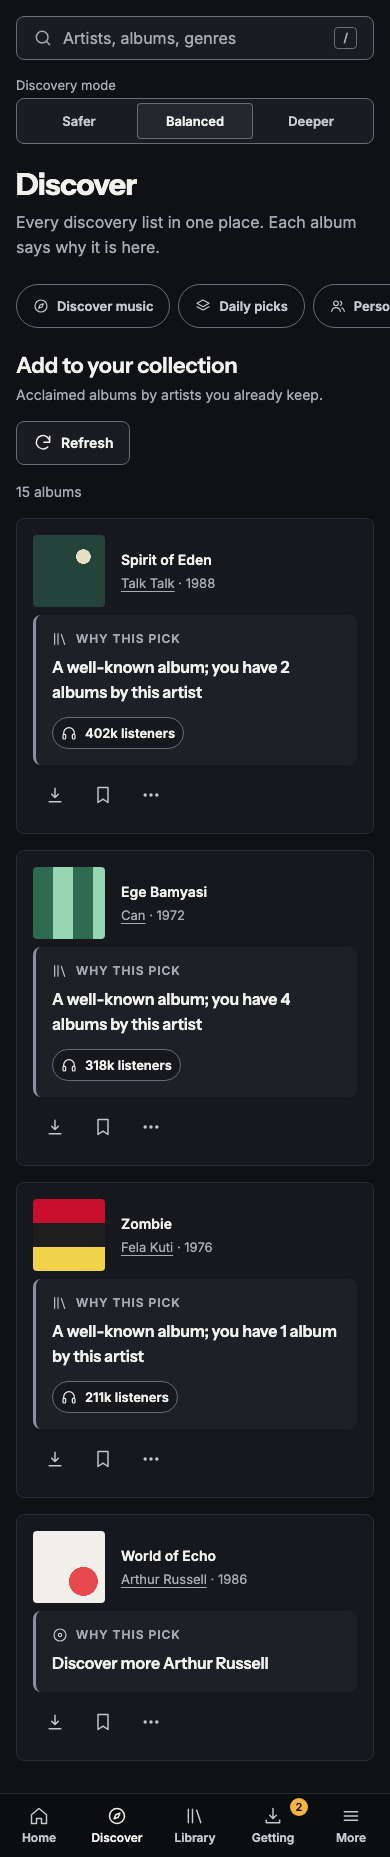 Artists, albums, genres /
Discovery mode
Safer Balanced Deeper
Discover
Every discovery list in one place. Each album
says why it is here.
Discover music Daily picks Perso
Add to your collection
Acclaimed albums by artists you already keep.
Refresh
15 albums
Spirit of Eden
Talk Talk · 1988
WHY THIS PICK
A well-known album; you have 2
albums by this artist
402k listeners
Ege Bamyasi
Can · 1972
WHY THIS PICK
A well-known album; you have 4
albums by this artist
318k listeners
Zombie
Fela Kuti · 1976
WHY THIS PICK
A well-known album; you have 1 album
by this artist
211k listeners
World of Echo
Arthur Russell · 1986
WHY THIS PICK
Discover more Arthur Russell
2
Home Discover Library Getting More